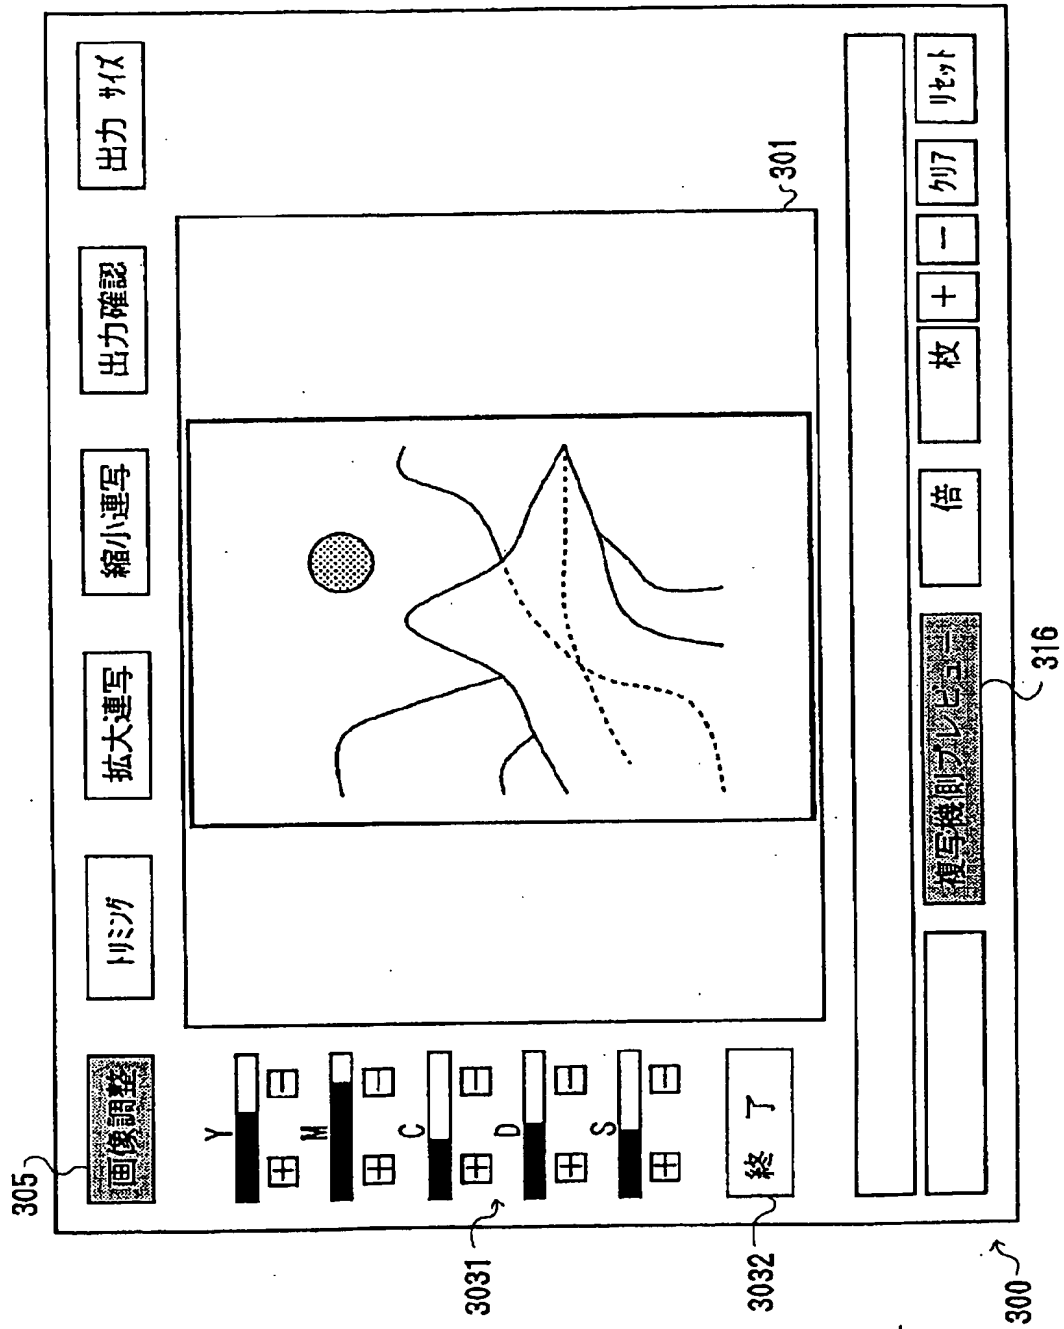 305
画像調整
トリミング
拡大連写
縮小連写
出力確認
出力 サイズ
Y
+ −
M
+ −
C
+ −
D
+ −
S
+ −
3031
終 了
3032
301
複写機側プレビュー
倍
枚
+
−
クリア
リセット
316
300